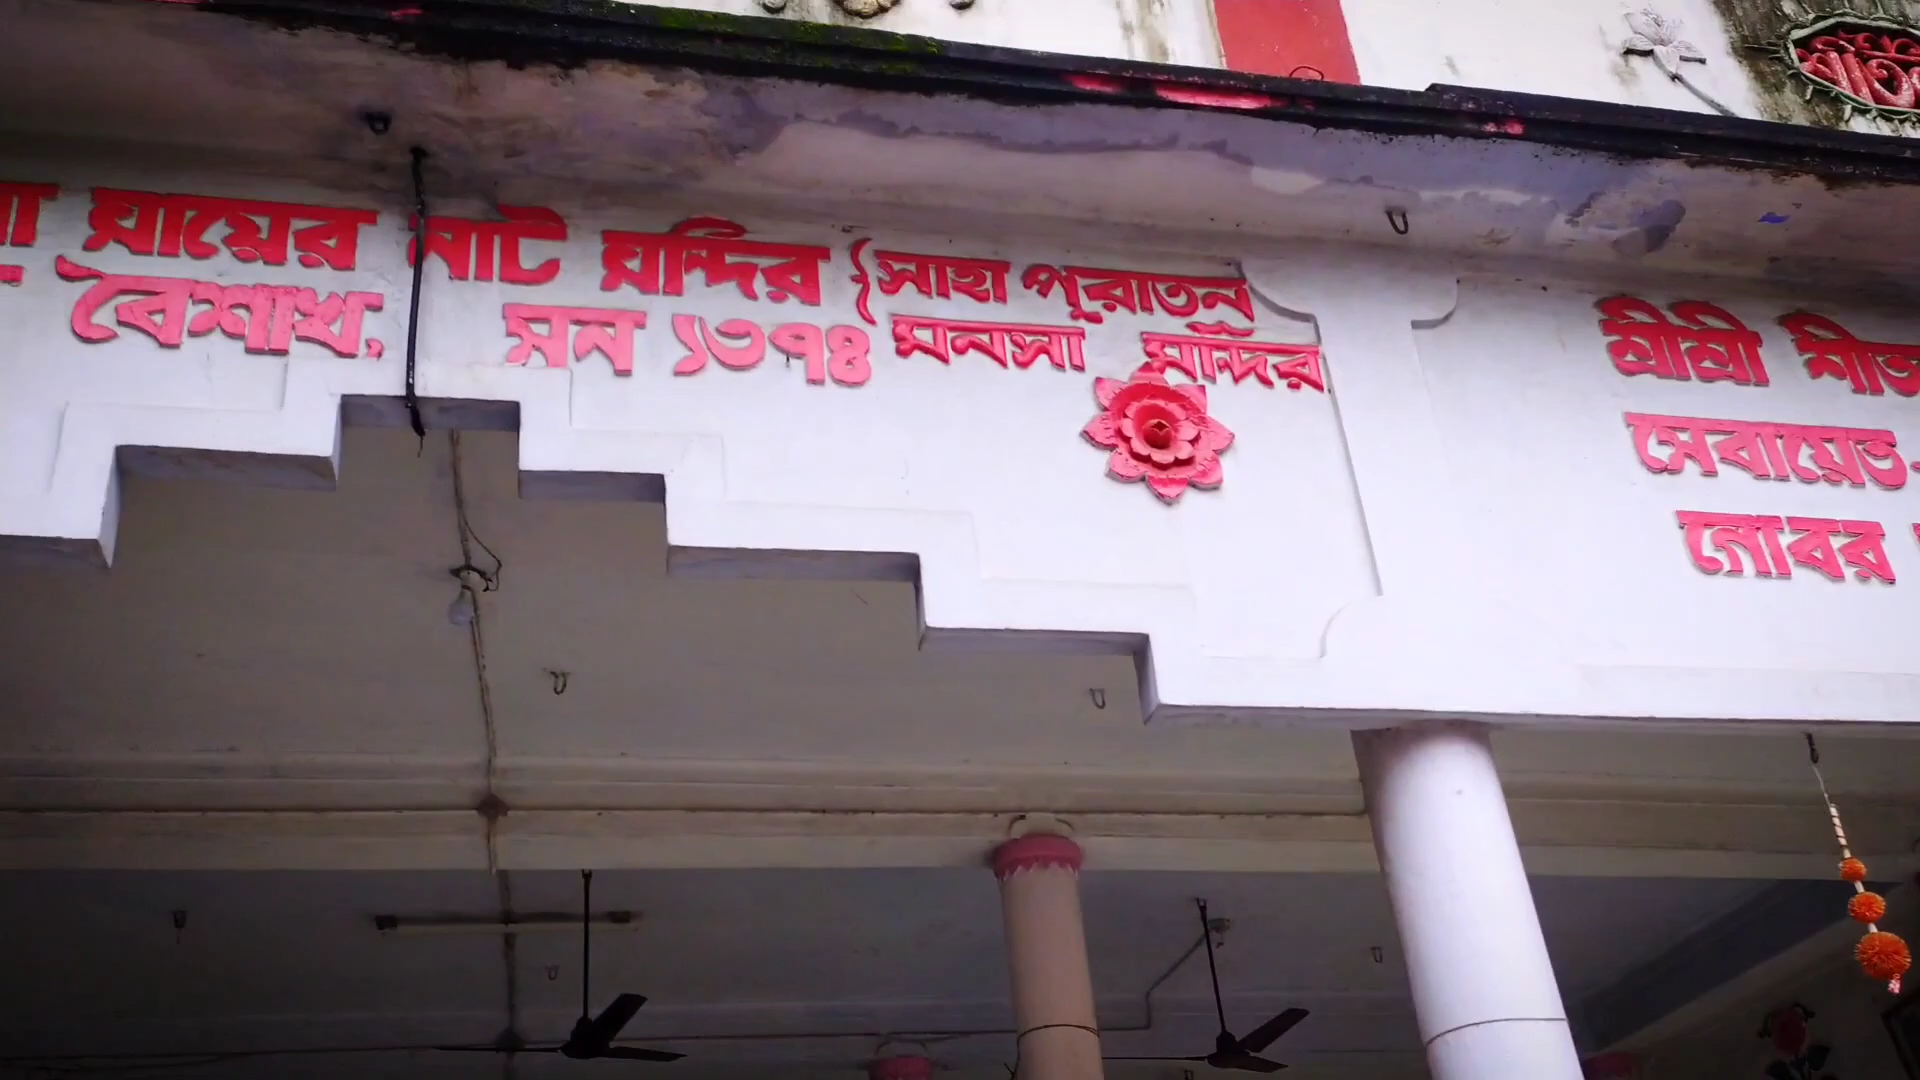 মায়ের নাট মন্দির {সাহা পুরাতন
বৈশাখ, সন ১৩৭৪ মনসা মন্দির
শ্রীশ্রী
সেবায়েত
গোবর